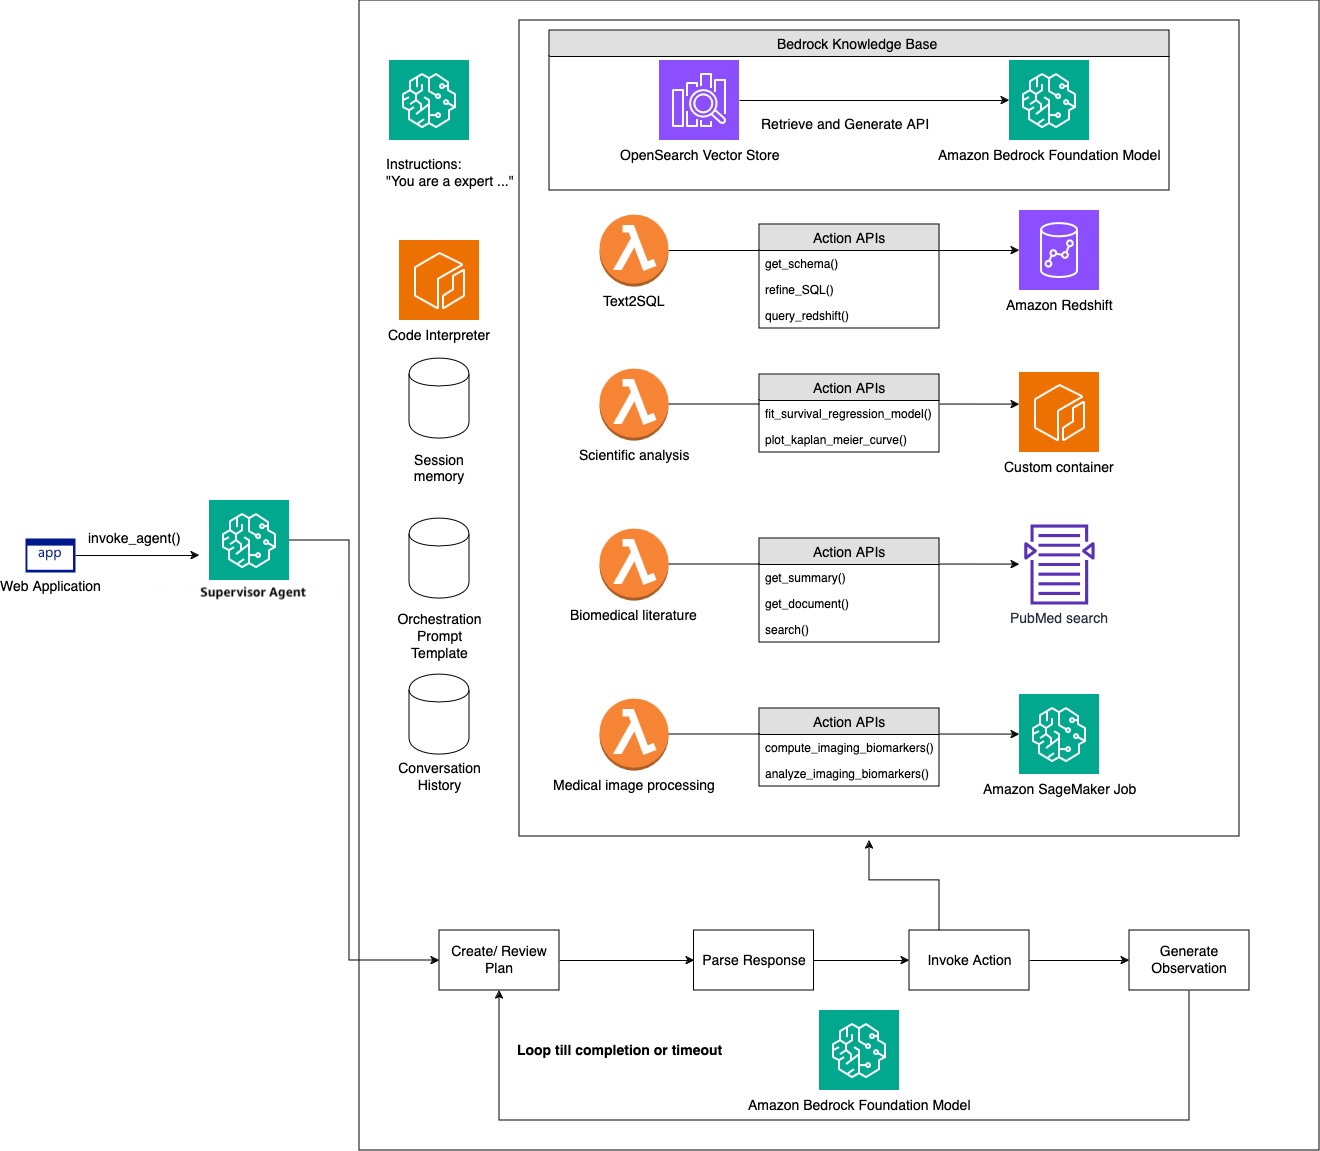 Bedrock Knowledge Base
Retrieve and Generate API
OpenSearch Vector Store
Amazon Bedrock Foundation Model
Instructions:
"You are a expert ..."
Code Interpreter
Session
memory
Orchestration
Prompt
Template
Conversation
History
Text2SQL
Action APIs
get_schema()
refine_SQL()
query_redshift()
Amazon Redshift
Scientific analysis
Action APIs
fit_survival_regression_model()
plot_kaplan_meier_curve()
Custom container
Biomedical literature
Action APIs
get_summary()
get_document()
search()
PubMed search
Medical image processing
Action APIs
compute_imaging_biomarkers()
analyze_imaging_biomarkers()
Amazon SageMaker Job
app
Web Application
invoke_agent()
Supervisor Agent
Create/ Review
Plan
Parse Response
Invoke Action
Generate
Observation
Loop till completion or timeout
Amazon Bedrock Foundation Model